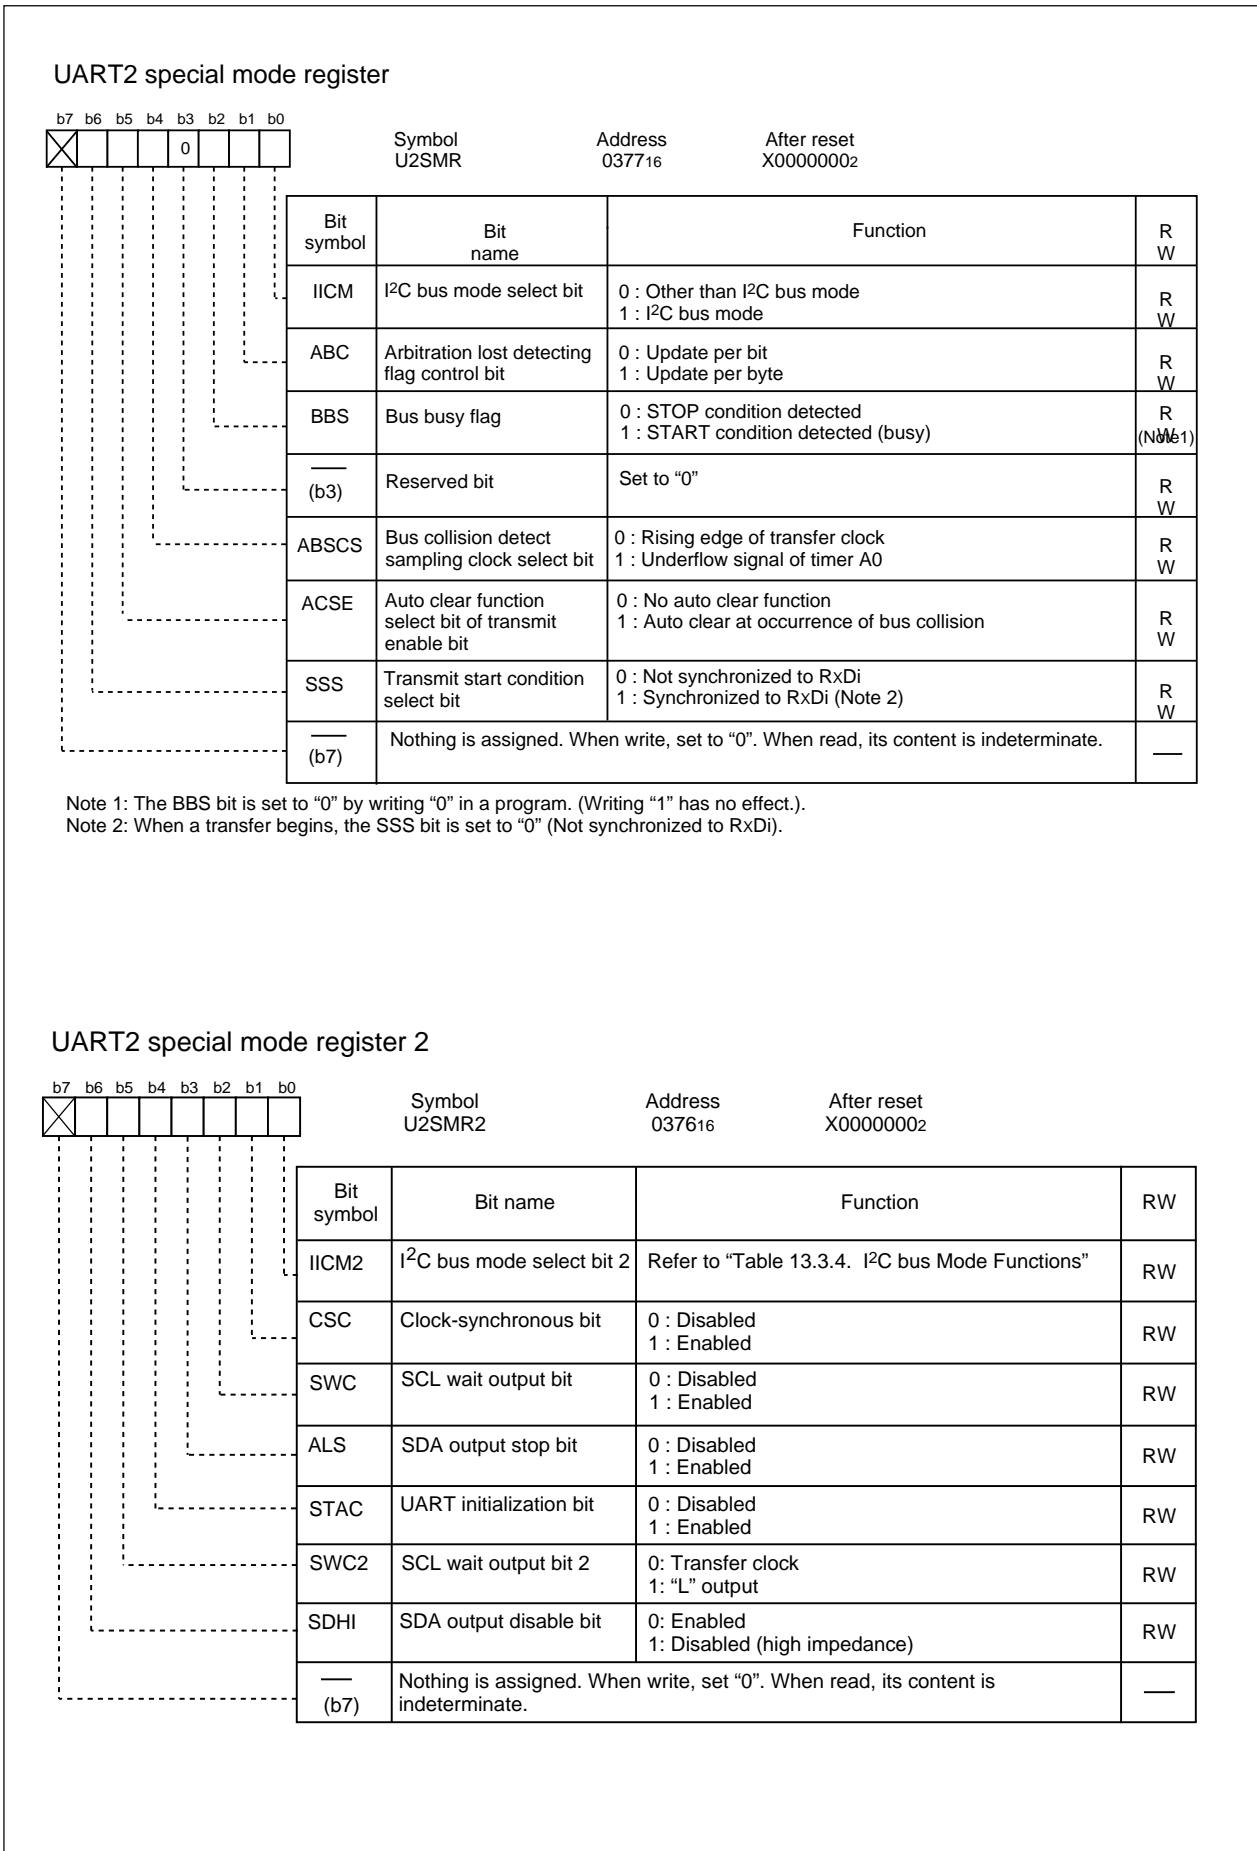 UART2 special mode register
b7 b6 b5 b4 b3 b2 b1 b0
0
Symbol Address After reset
U2SMR 037716 X00000002
Bit symbol Bit name Function R W
IICM I2C bus mode select bit 0 : Other than I2C bus mode R W
1 : I2C bus mode
ABC Arbitration lost detecting 0 : Update per bit R W
flag control bit 1 : Update per byte
BBS Bus busy flag 0 : STOP condition detected R W
1 : START condition detected (busy) (Note1)
(b3) Reserved bit Set to “0” R W
ABSCS Bus collision detect 0 : Rising edge of transfer clock R W
sampling clock select bit 1 : Underflow signal of timer A0
ACSE Auto clear function 0 : No auto clear function R W
select bit of transmit 1 : Auto clear at occurrence of bus collision
enable bit
SSS Transmit start condition 0 : Not synchronized to RxDi R W
select bit 1 : Synchronized to RxDi (Note 2)
(b7) Nothing is assigned. When write, set to “0”. When read, its content is indeterminate. —
Note 1: The BBS bit is set to “0” by writing “0” in a program. (Writing “1” has no effect.).
Note 2: When a transfer begins, the SSS bit is set to “0” (Not synchronized to RxDi).
UART2 special mode register 2
b7 b6 b5 b4 b3 b2 b1 b0
Symbol Address After reset
U2SMR2 037616 X00000002
Bit symbol Bit name Function RW
IICM2 I2C bus mode select bit 2 Refer to “Table 13.3.4. I2C bus Mode Functions” RW
CSC Clock-synchronous bit 0 : Disabled RW
1 : Enabled
SWC SCL wait output bit 0 : Disabled RW
1 : Enabled
ALS SDA output stop bit 0 : Disabled RW
1 : Enabled
STAC UART initialization bit 0 : Disabled RW
1 : Enabled
SWC2 SCL wait output bit 2 0: Transfer clock RW
1: “L” output
SDHI SDA output disable bit 0: Enabled RW
1: Disabled (high impedance)
(b7) Nothing is assigned. When write, set “0”. When read, its content is —
indeterminate.